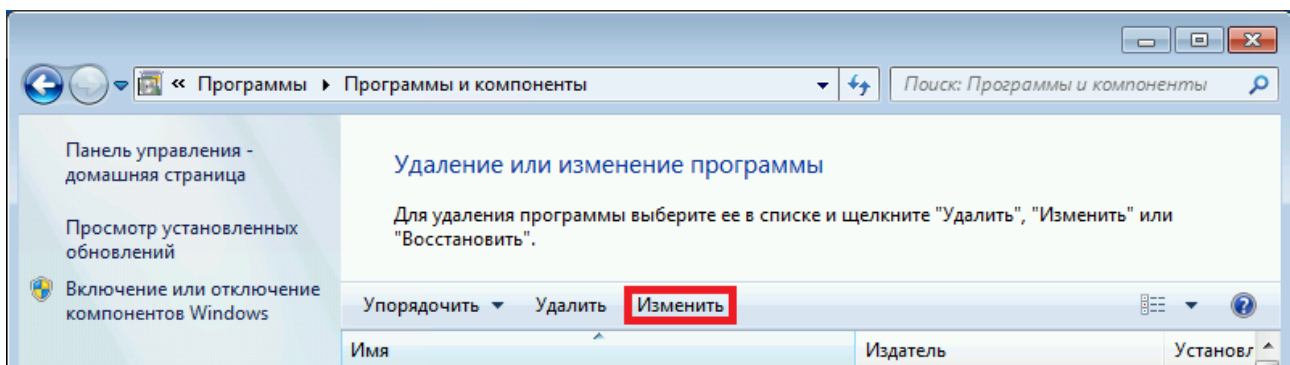 « Программы Программы и компоненты
Поиск: Программы и компоненты
Панель управления -
домашняя страница
Просмотр установленных
обновлений
Включение или отключение
компонентов Windows
Удаление или изменение программы
Для удаления программы выберите ее в списке и щелкните "Удалить", "Изменить" или
"Восстановить".
Упорядочить Удалить Изменить
Имя Издатель Установл